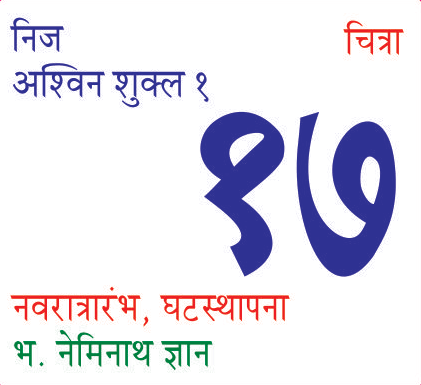 निज
चित्रा
अश्विन शुक्ल १
१७
नवरात्रारंभ, घटस्थापना
भ. नेमिनाथ ज्ञान